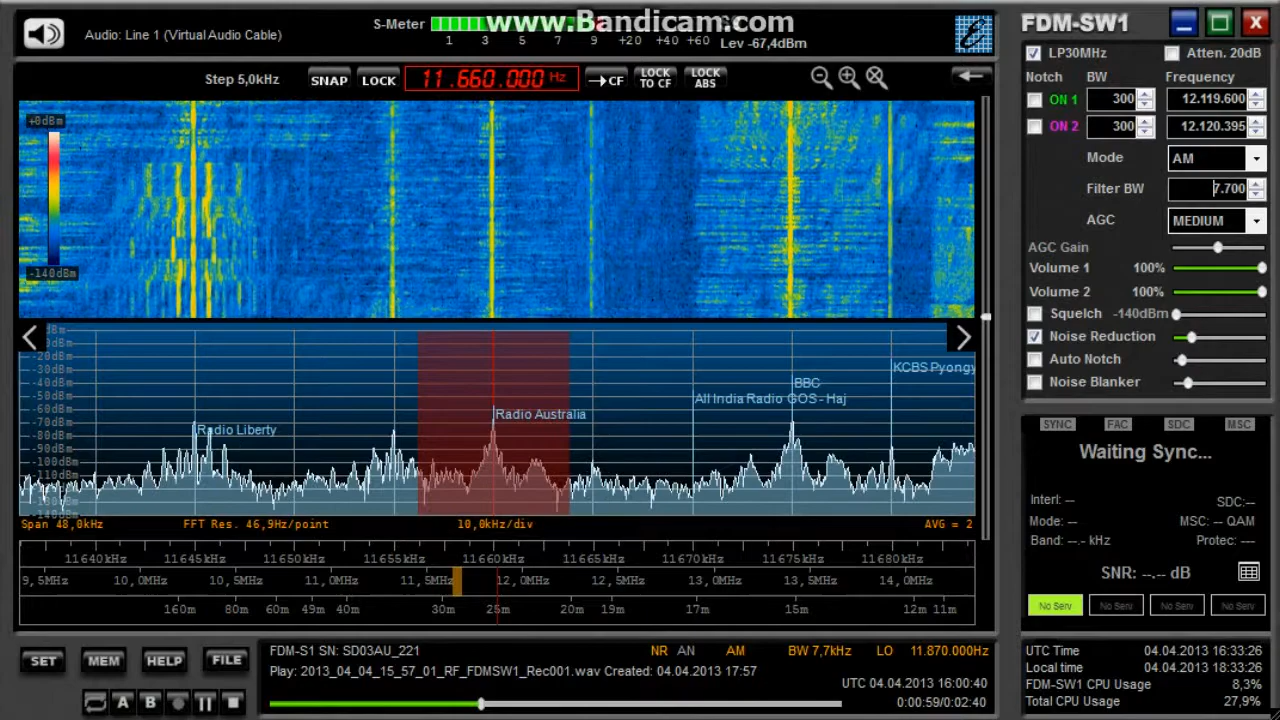 www.Bandicam.com
S-Meter
1 3 5 7 9 +20 +40 +60
Lev -67,4dBm
Audio: Line 1 (Virtual Audio Cable)
FDM-SW1
Step 5,0kHz
SNAP
LOCK
11.660.000 Hz
→CF
LOCK TO CF
LOCK ABS
+0dBm
-140dBm
LP30MHz
Atten. 20dB
Notch BW Frequency
ON 1 300 12.119.600
ON 2 300 12.120.395
Mode AM
Filter BW 7.700
AGC MEDIUM
AGC Gain
Volume 1 100%
Volume 2 100%
Squelch -140dBm
Noise Reduction
Auto Notch
Noise Blanker
-20dBm
-30dBm
-40dBm
-50dBm
-60dBm
-70dBm
-80dBm
-90dBm
-100dBm
-110dBm
-120dBm
KCBS Pyongy
BBC
All India Radio GOS - Haj
Radio Australia
Radio Liberty
Span 48,0kHz
FFT Res. 46,9Hz/point
10,0kHz/div
AVG = 2
11640kHz 11645kHz 11650kHz 11655kHz 11660kHz 11665kHz 11670kHz 11675kHz 11680kHz
9,5MHz 10,0MHz 10,5MHz 11,0MHz 11,5MHz 12,0MHz 12,5MHz 13,0MHz 13,5MHz 14,0MHz
160m 80m 60m 49m 40m 30m 25m 20m 19m 17m 15m 12m 11m
SYNC FAC SDC MSC
Waiting Sync...
Interl: --
SDC:--
Mode: --
MSC: -- QAM
Band: --.- kHz
Protec: ---
SNR: --.-- dB
No Serv No Serv No Serv No Serv
SET MEM HELP FILE
A B
FDM-S1 SN: SD03AU_221
NR AN AM BW 7,7kHz LO 11.870.000Hz
Play: 2013_04_04_15_57_01_RF_FDMSW1_Rec001.wav Created: 04.04.2013 17:57
UTC 04.04.2013 16:00:40
0:00:59/0:02:40
UTC Time 04.04.2013 16:33:26
Local time 04.04.2013 18:33:26
FDM-SW1 CPU Usage 8,3%
Total CPU Usage 27,9%